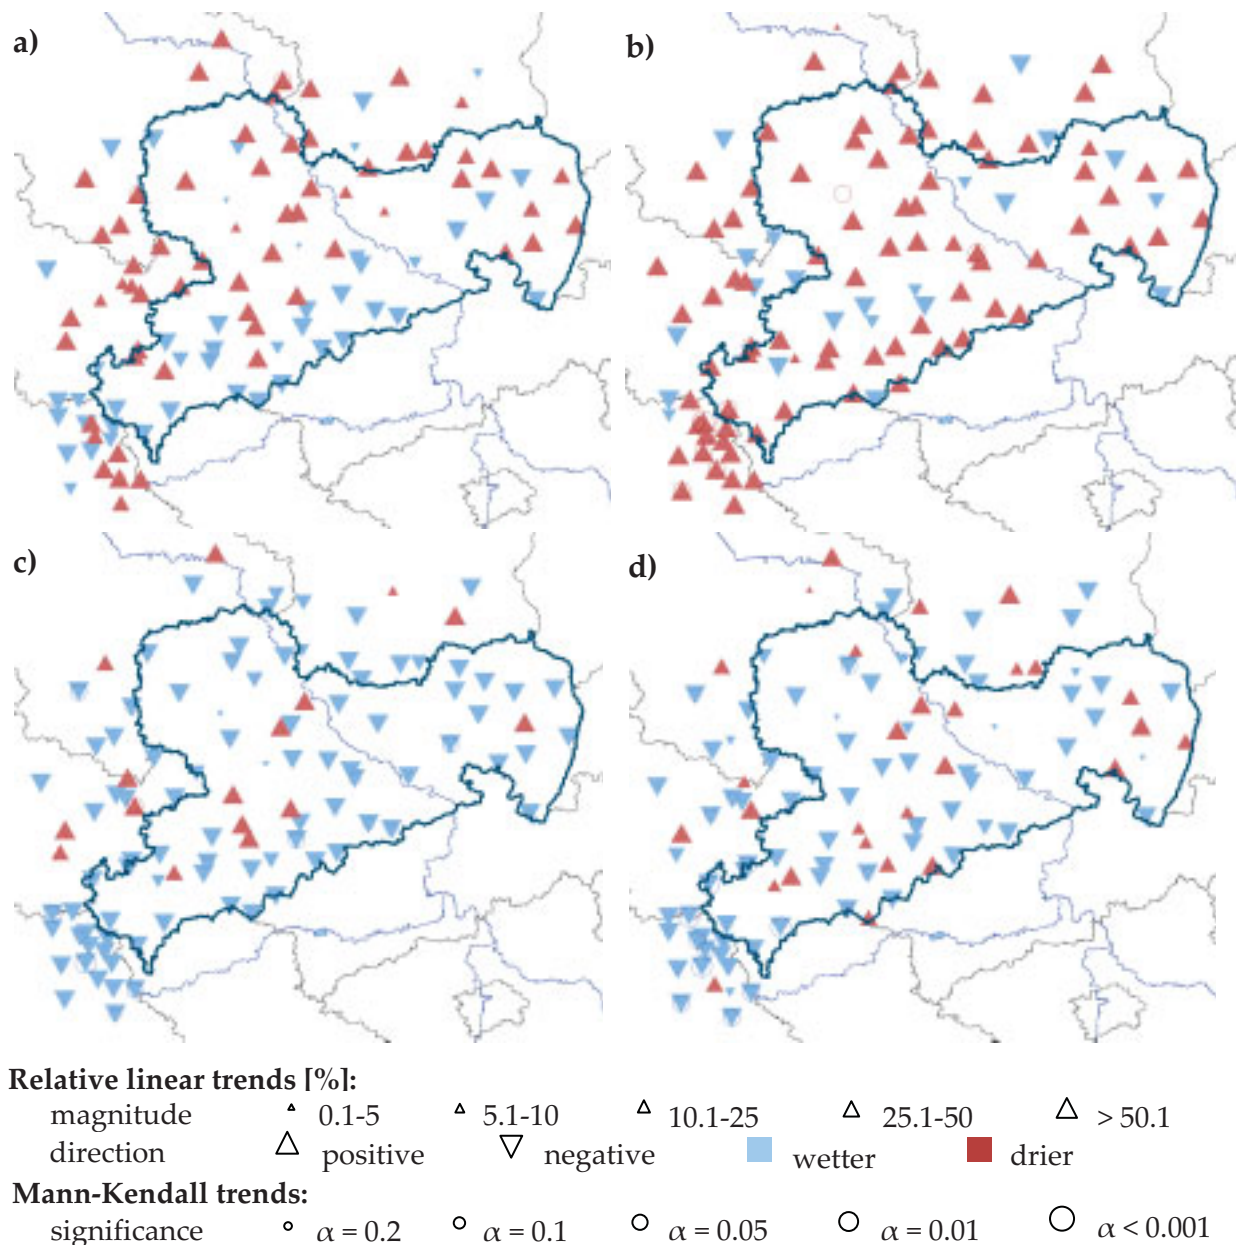 a)
b)
c)
d)
Relative linear trends [%]:
magnitude 0.1-5 5.1-10 10.1-25 25.1-50 > 50.1
direction positive negative wetter drier
Mann-Kendall trends:
significance α = 0.2 α = 0.1 α = 0.05 α = 0.01 α < 0.001